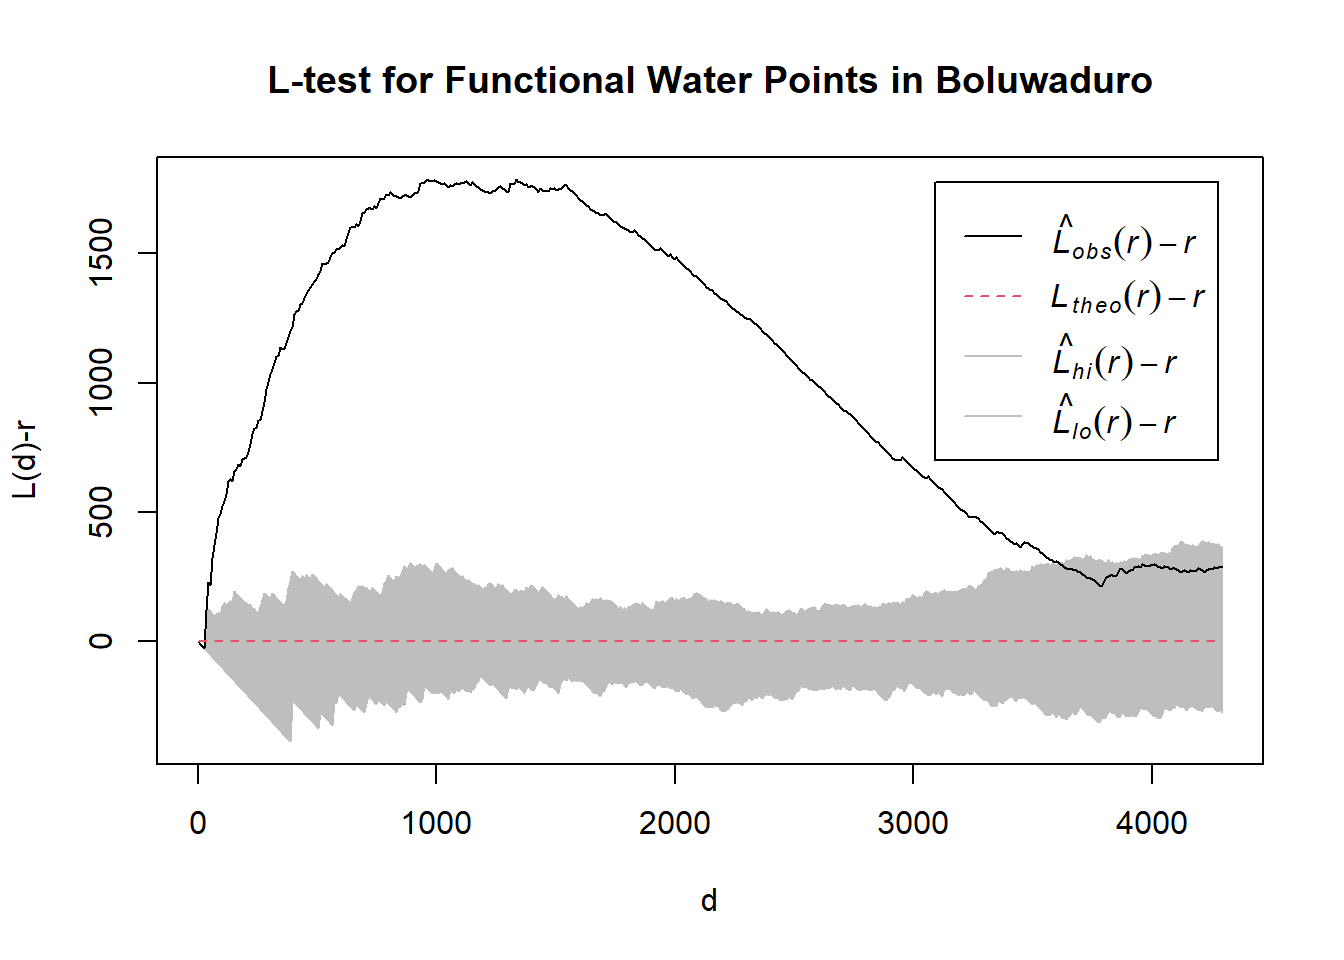 L-test for Functional Water Points in Boluwaduro
L(d)-r
1500
1000
500
0
L̂obs(r) − r
Ltheo(r) − r
L̂hi(r) − r
L̂lo(r) − r
0 1000 2000 3000 4000
d